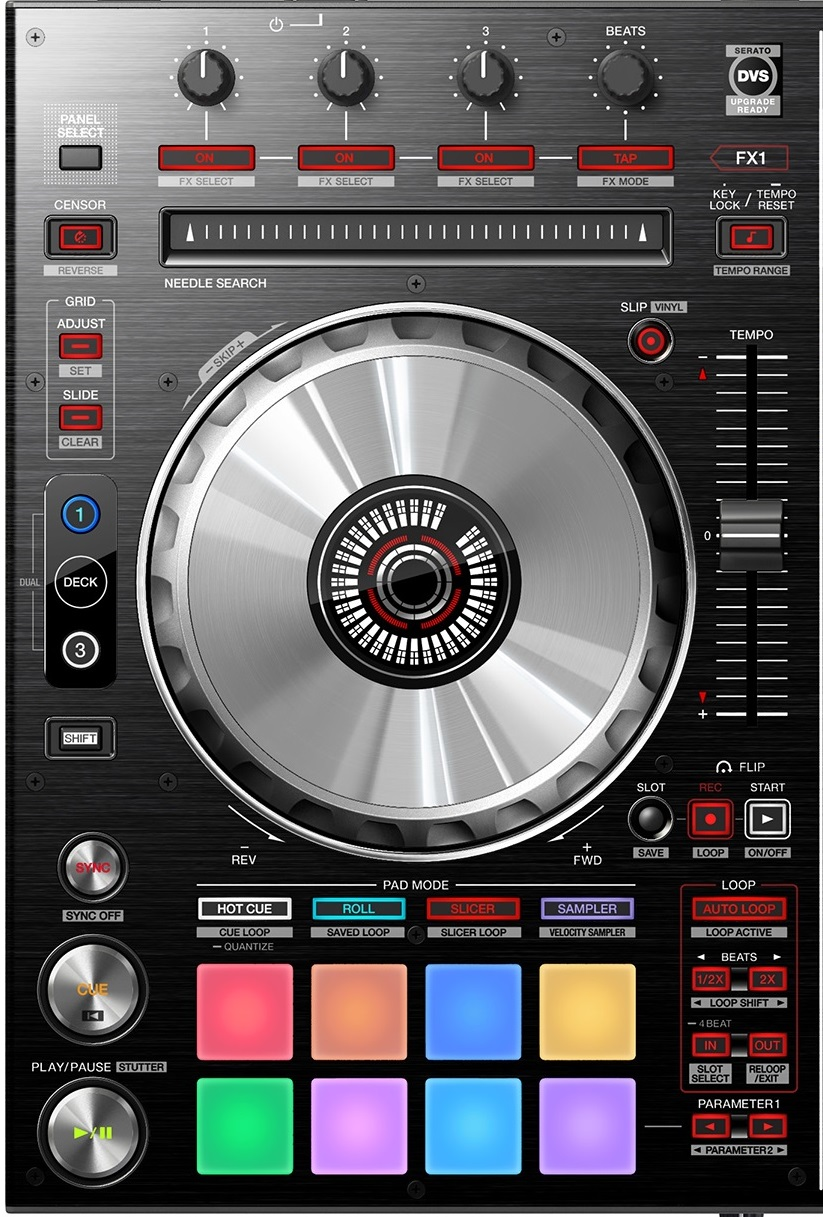 1
2
3
BEATS
SERATO
DVS
UPGRADE
READY
PANEL
SELECT
ON
ON
ON
TAP
FX1
FX SELECT
FX SELECT
FX SELECT
FX MODE
KEY
LOCK
/
TEMPO
RESET
CENSOR
REVERSE
TEMPO RANGE
NEEDLE SEARCH
GRID
ADJUST
SET
SLIDE
CLEAR
– SKIP +
SLIP VINYL
TEMPO
–
0
+
1
DUAL
DECK
3
SHIFT
FLIP
SLOT
REC
START
SAVE
LOOP
ON/OFF
–
REV
+
FWD
SYNC
SYNC OFF
PAD MODE
HOT CUE
ROLL
SLICER
SAMPLER
CUE LOOP
SAVED LOOP
SLICER LOOP
VELOCITY SAMPLER
– QUANTIZE
LOOP
AUTO LOOP
LOOP ACTIVE
◄ BEATS ►
1/2X
2X
◄ LOOP SHIFT ►
– 4 BEAT
IN
OUT
SLOT
SELECT
RELOOP
/EXIT
CUE
PLAY/PAUSE STUTTER
►/II
PARAMETER1
◄
►
◄ PARAMETER2 ►